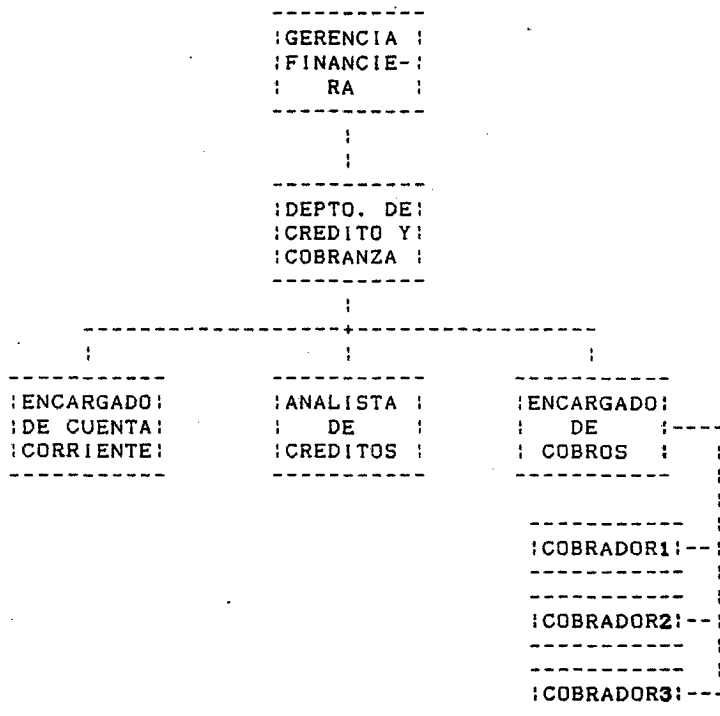 GERENCIA
FINANCIE-
RA
DEPTO. DE
CREDITO Y
COBRANZA
ENCARGADO
DE CUENTA
CORRIENTE
ANALISTA
DE
CREDITOS
ENCARGADO
DE
COBROS
COBRADOR1
COBRADOR2
COBRADOR3